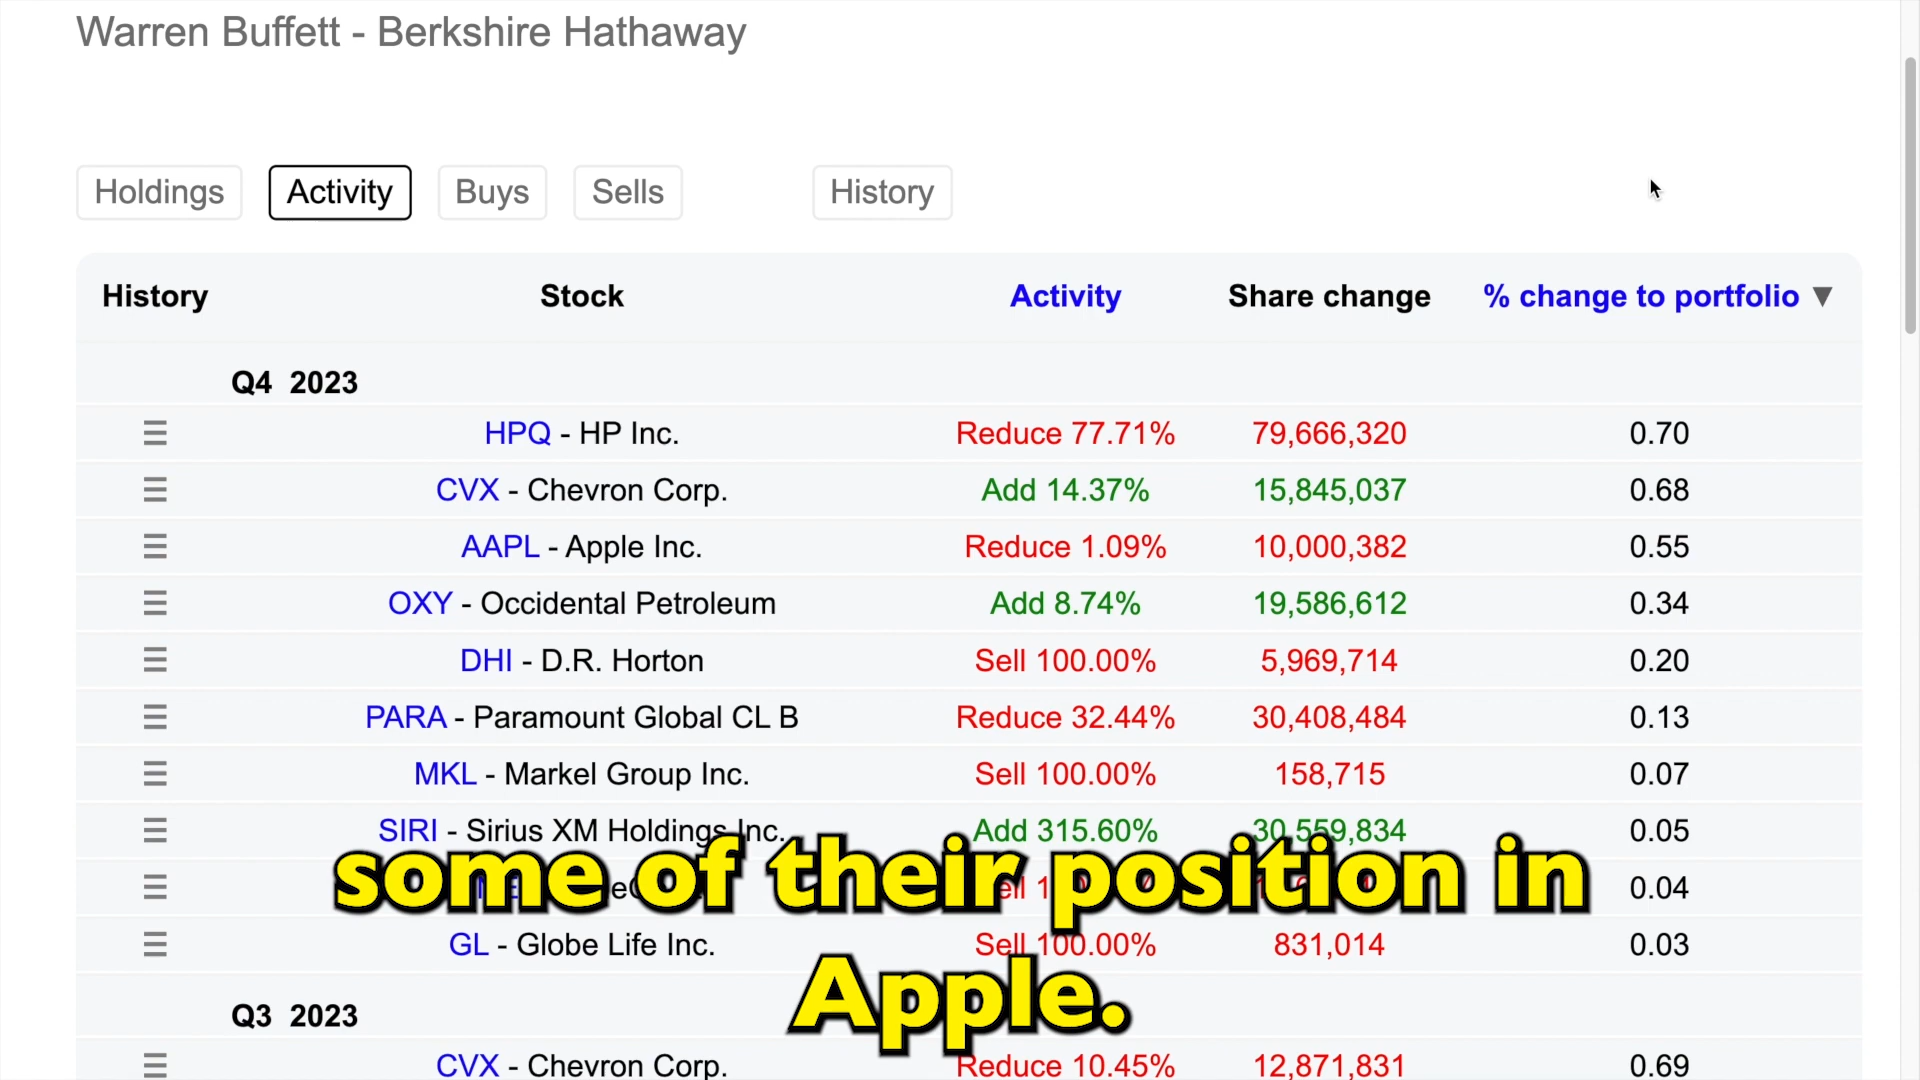 Warren Buffett - Berkshire Hathaway
Holdings Activity Buys Sells History
History Stock Activity Share change % change to portfolio ▼
Q4 2023
HPQ - HP Inc. Reduce 77.71% 79,666,320 0.70
CVX - Chevron Corp. Add 14.37% 15,845,037 0.68
AAPL - Apple Inc. Reduce 1.09% 10,000,382 0.55
OXY - Occidental Petroleum Add 8.74% 19,586,612 0.34
DHI - D.R. Horton Sell 100.00% 5,969,714 0.20
PARA - Paramount Global CL B Reduce 32.44% 30,408,484 0.13
MKL - Markel Group Inc. Sell 100.00% 158,715 0.07
SIRI - Sirius XM Holdings Inc. Add 315.60% 30,559,834 0.05
0.04
some of their position in
GL - Globe Life Inc. Sell 100.00% 831,014 0.03
Apple.
Q3 2023
CVX - Chevron Corp. Reduce 10.45% 12,871,831 0.69